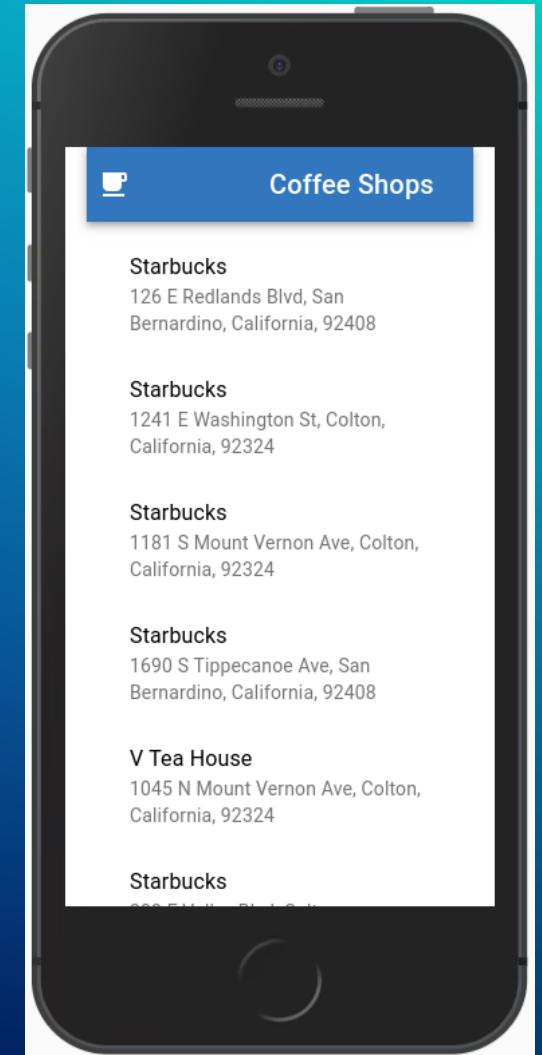 Coffee Shops
Starbucks
126 E Redlands Blvd, San
Bernardino, California, 92408
Starbucks
1241 E Washington St, Colton,
California, 92324
Starbucks
1181 S Mount Vernon Ave, Colton,
California, 92324
Starbucks
1690 S Tippecanoe Ave, San
Bernardino, California, 92408
V Tea House
1045 N Mount Vernon Ave, Colton,
California, 92324
Starbucks